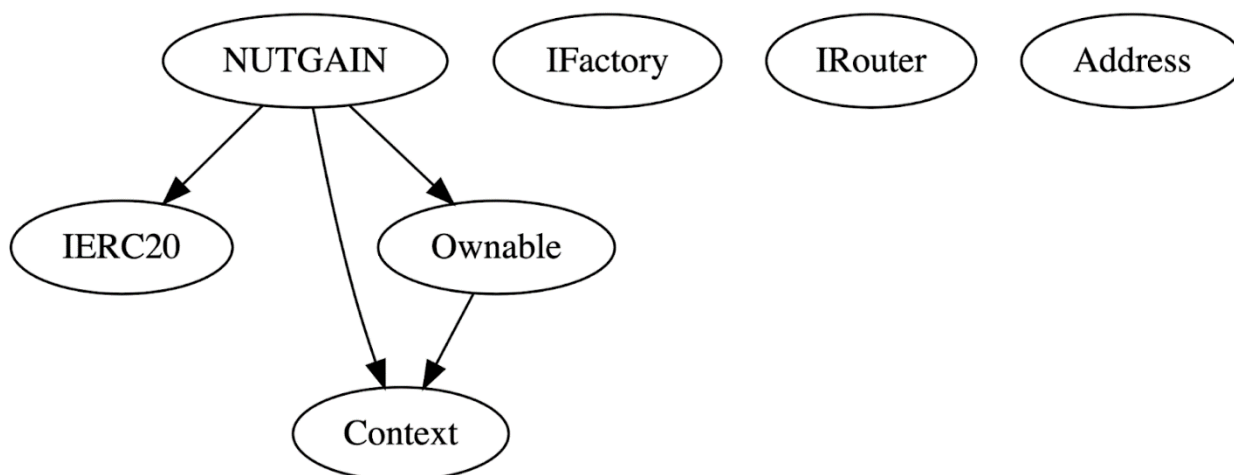 NUTGAIN IFactory IRouter Address
IERC20 Ownable
Context